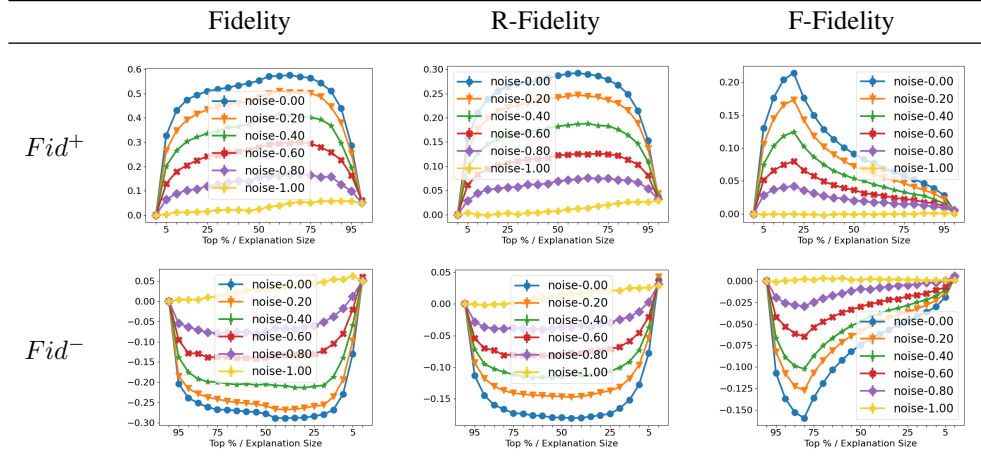 Fidelity R-Fidelity F-Fidelity
Fid+
0.6
0.5
0.4
0.3
0.2
0.1
0.0
noise-0.00
noise-0.20
noise-0.40
noise-0.60
noise-0.80
noise-1.00
5 25 50 75 95
Top % / Explanation Size
0.30
0.25
0.20
0.15
0.10
0.05
0.00
noise-0.00
noise-0.20
noise-0.40
noise-0.60
noise-0.80
noise-1.00
5 25 50 75 95
Top % / Explanation Size
0.20
0.15
0.10
0.05
0.00
noise-0.00
noise-0.20
noise-0.40
noise-0.60
noise-0.80
noise-1.00
5 25 50 75 95
Top % / Explanation Size
Fid−
0.05
0.00
−0.05
−0.10
−0.15
−0.20
−0.25
−0.30
noise-0.00
noise-0.20
noise-0.40
noise-0.60
noise-0.80
noise-1.00
95 75 50 25 5
Top % / Explanation Size
0.05
0.00
−0.05
−0.10
−0.15
noise-0.00
noise-0.20
noise-0.40
noise-0.60
noise-0.80
noise-1.00
95 75 50 25 5
Top % / Explanation Size
0.000
−0.025
−0.050
−0.075
−0.100
−0.125
−0.150
noise-0.00
noise-0.20
noise-0.40
noise-0.60
noise-0.80
noise-1.00
95 75 50 25 5
Top % / Explanation Size